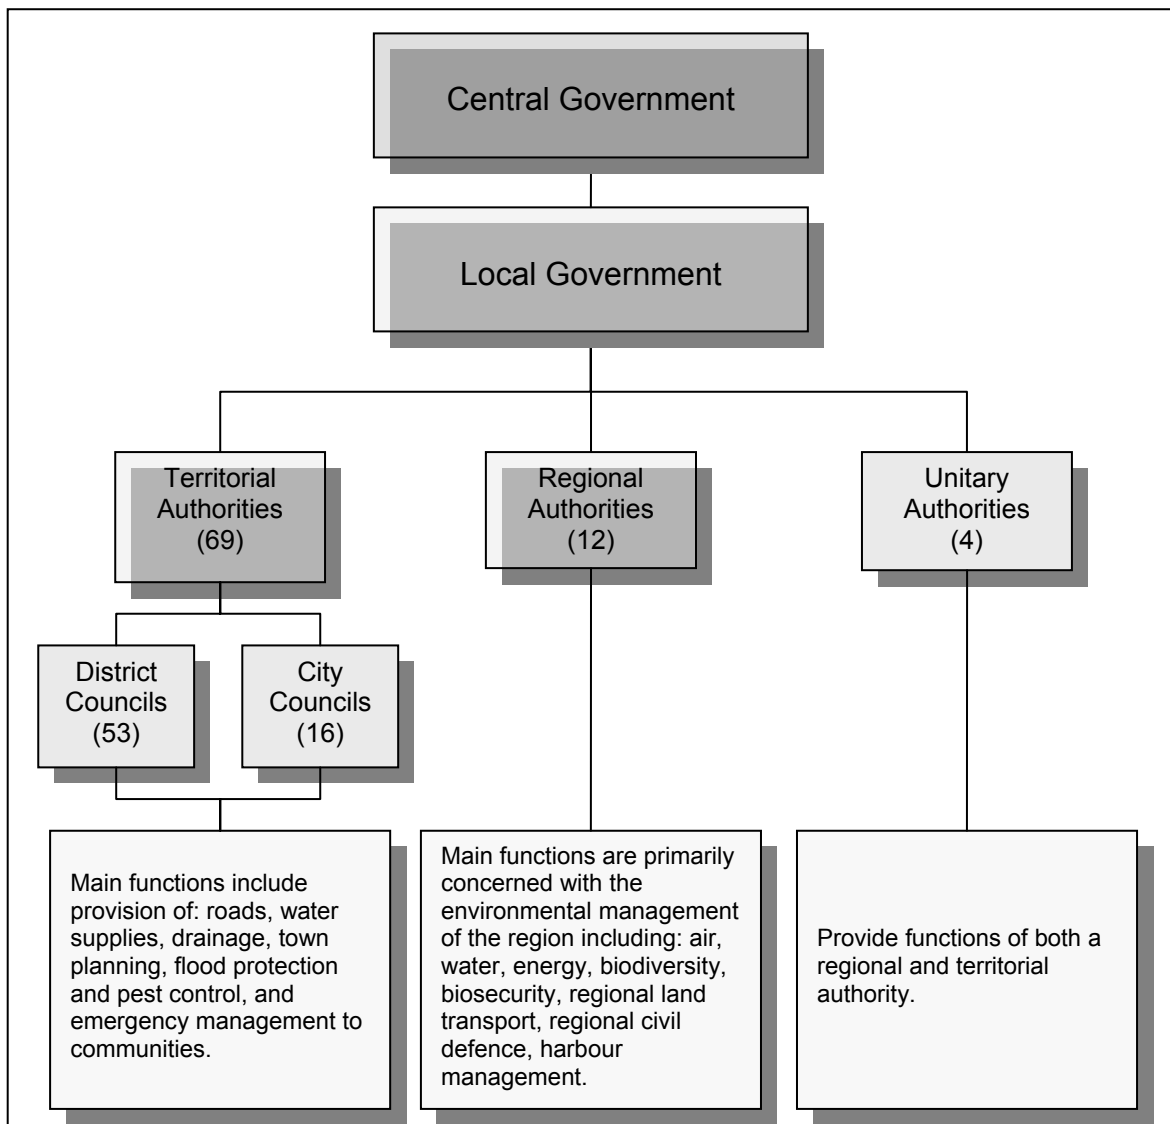 Central Government
Local Government
Territorial
Authorities
(69)
Regional
Authorities
(12)
Unitary
Authorities
(4)
District
Councils
(53)
City
Councils
(16)
Main functions include
provision of: roads, water
supplies, drainage, town
planning, flood protection
and pest control, and
emergency management to
communities.
Main functions are primarily
concerned with the
environmental management
of the region including: air,
water, energy, biodiversity,
biosecurity, regional land
transport, regional civil
defence, harbour
management.
Provide functions of both a
regional and territorial
authority.